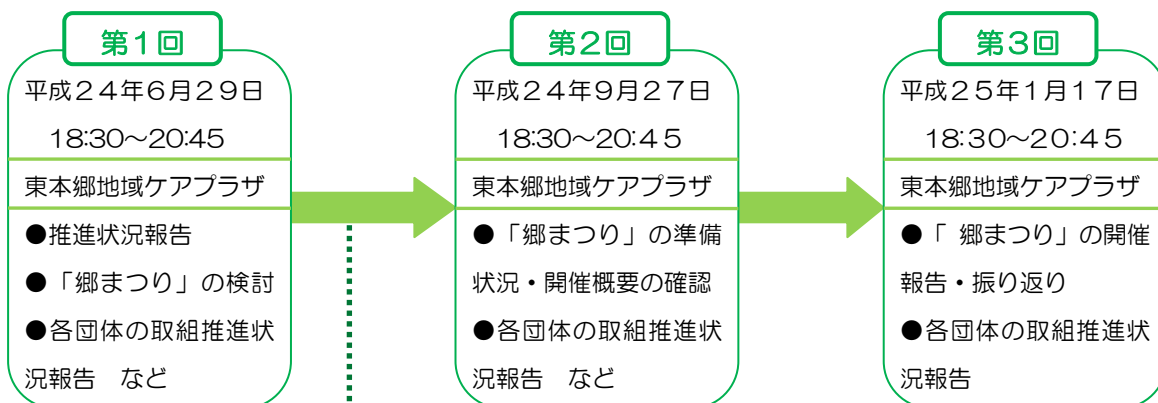 第1回
平成24年6月29日
18:30～20:45
東本郷地域ケアプラザ
●推進状況報告
●「郷まつり」の検討
●各団体の取組推進状
況報告　など
第2回
平成24年9月27日
18:30～20:45
東本郷地域ケアプラザ
●「郷まつり」の準備
状況・開催概要の確認
●各団体の取組推進状
況報告　など
第3回
平成25年1月17日
18:30～20:45
東本郷地域ケアプラザ
●「 郷まつり」の開催
報告・振り返り
●各団体の取組推進状
況報告